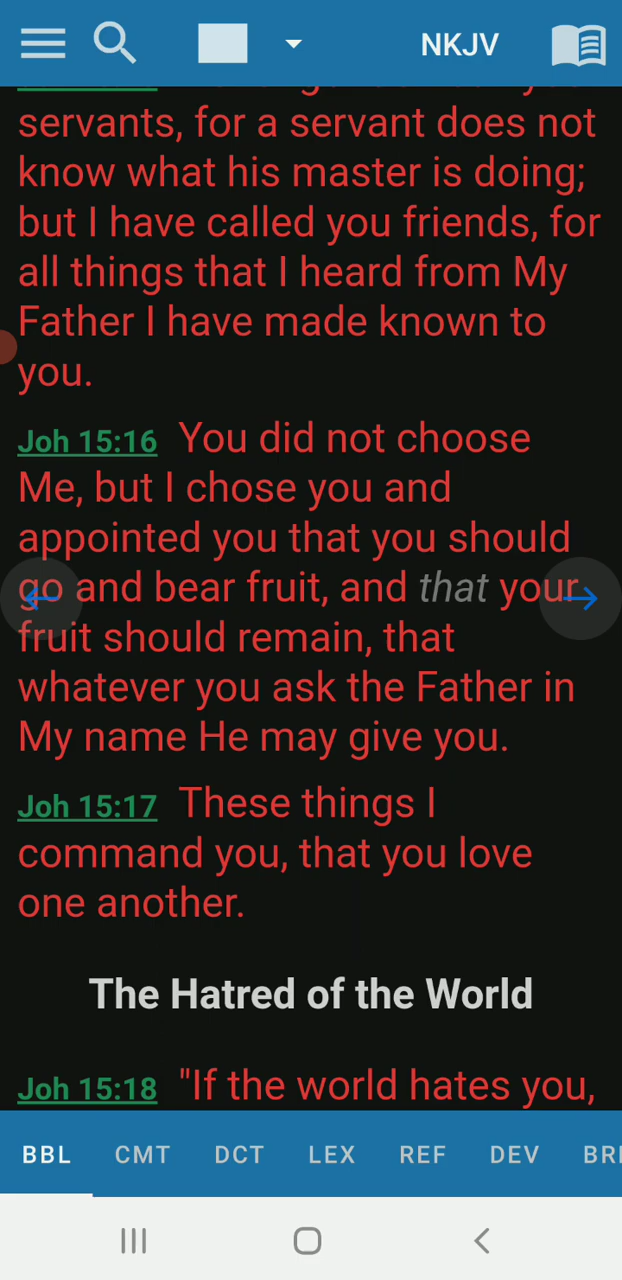 NKJV
servants, for a servant does not
know what his master is doing;
but I have called you friends, for
all things that I heard from My
Father I have made known to
you.
Joh 15:16 You did not choose
Me, but I chose you and
appointed you that you should
go and bear fruit, and that your
fruit should remain, that
whatever you ask the Father in
My name He may give you.
Joh 15:17 These things I
command you, that you love
one another.
The Hatred of the World
Joh 15:18 "If the world hates you,
BBL CMT DCT LEX REF DEV